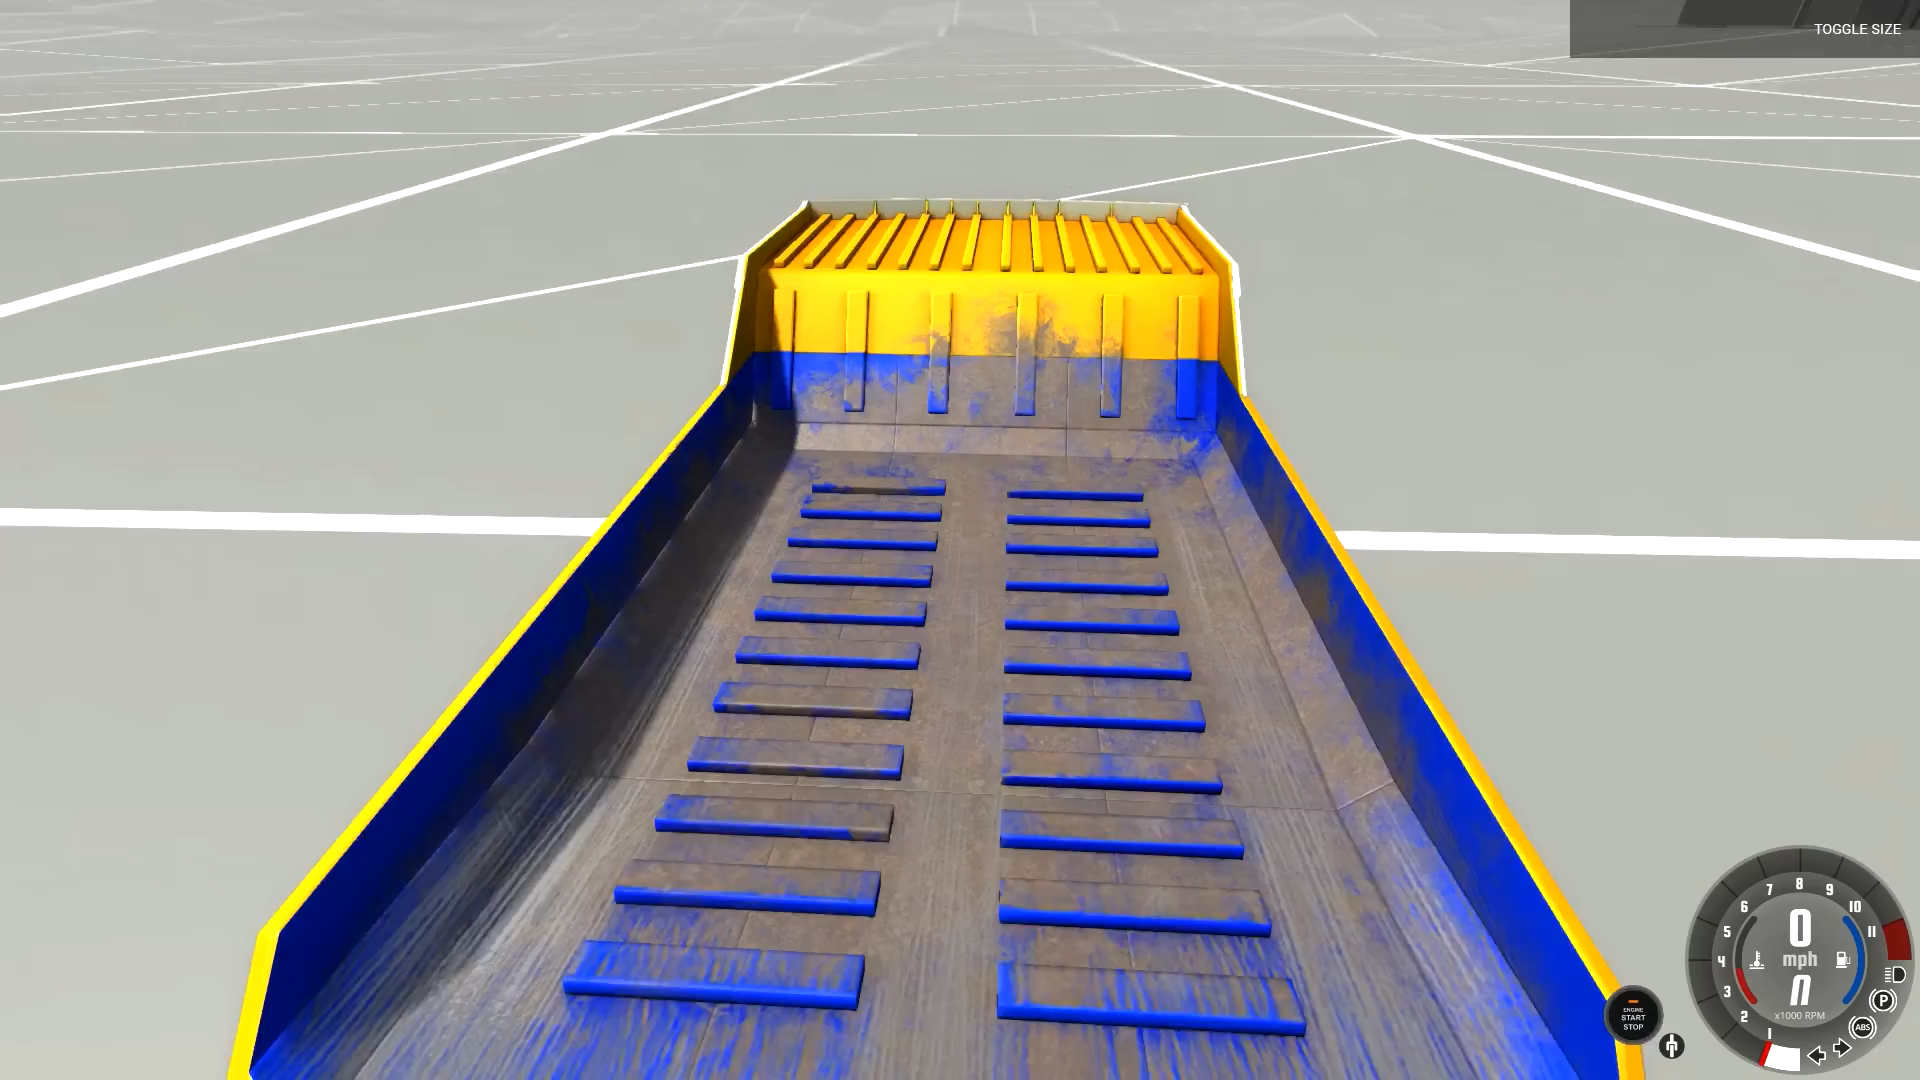 TOGGLE SIZE
7 8 9
6 10
5 0 11
4 mph
3 n
2 x1000 RPM
1
ENGINE
START
STOP
P
ABS